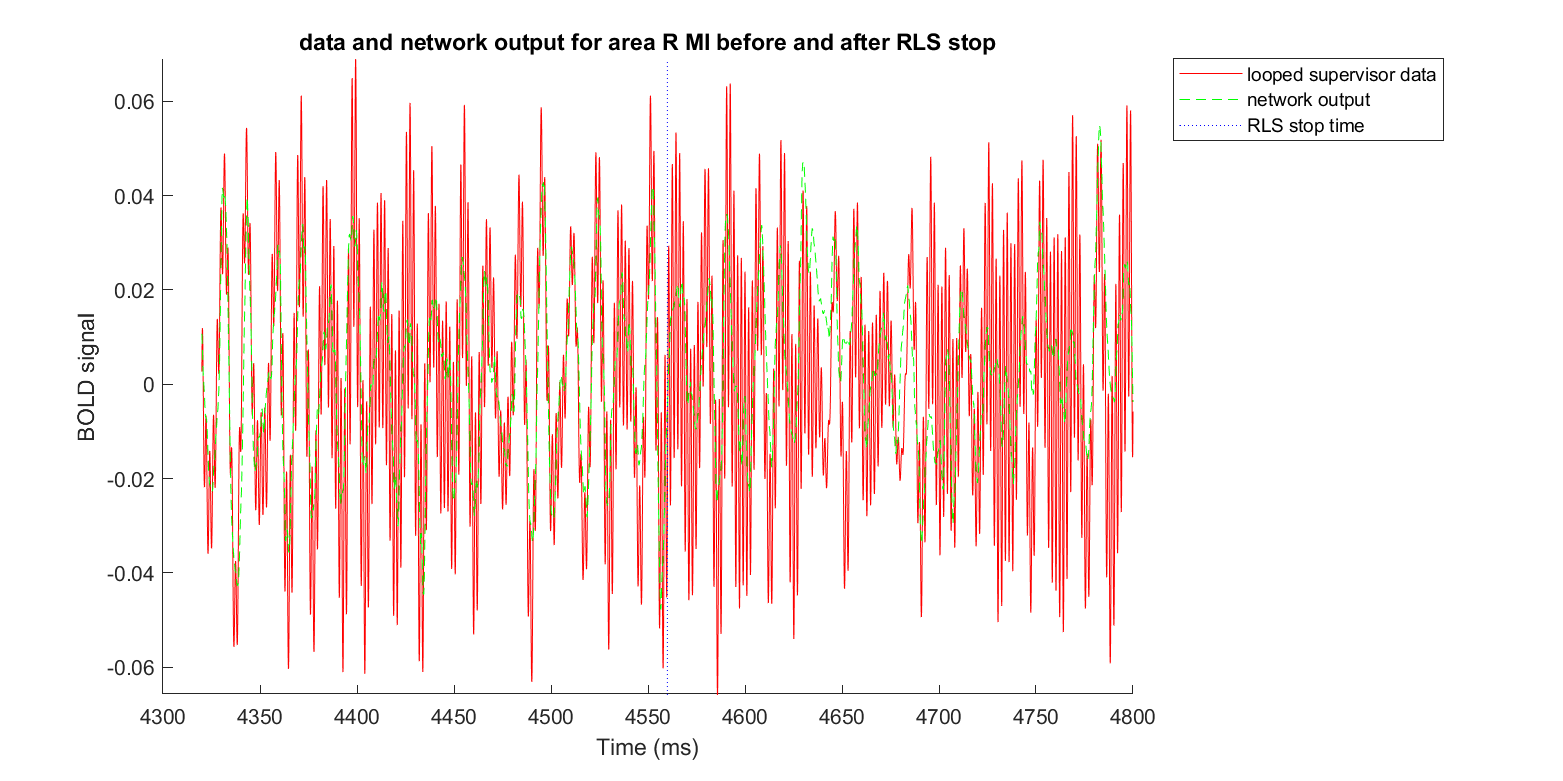 data and network output for area R MI before and after RLS stop
looped supervisor data
network output
RLS stop time
BOLD signal
0.06
0.04
0.02
0
-0.02
-0.04
-0.06
4300 4350 4400 4450 4500 4550 4600 4650 4700 4750 4800
Time (ms)